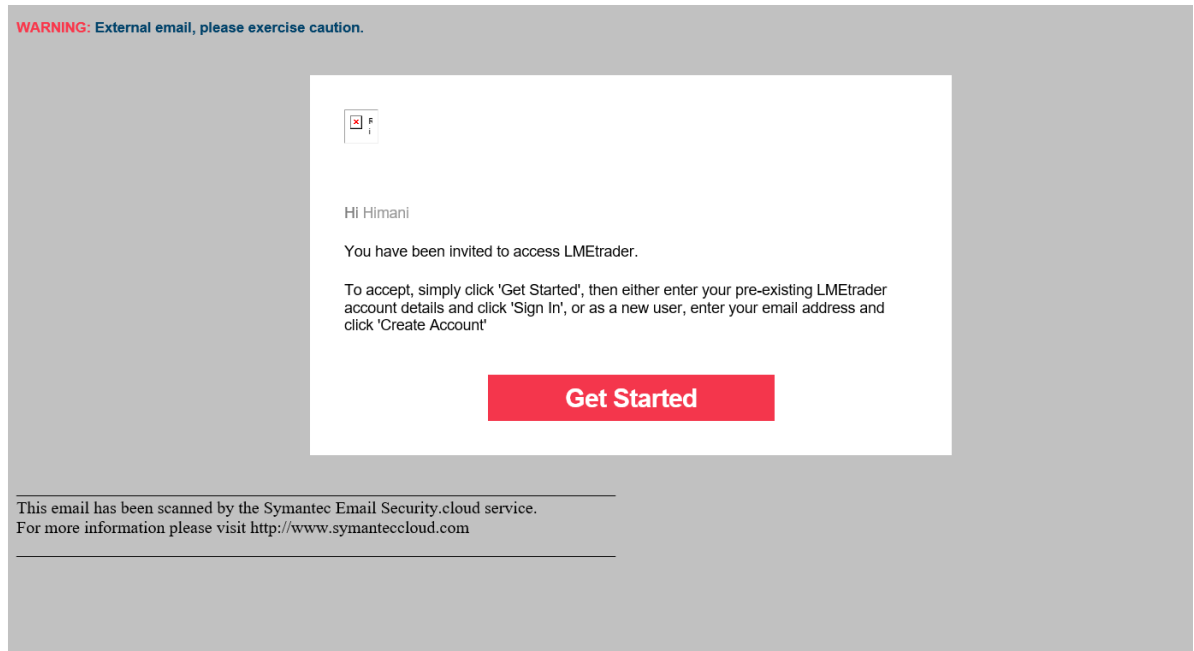 WARNING: External email, please exercise caution.
Hi Himani
You have been invited to access LMEtrader.
To accept, simply click 'Get Started', then either enter your pre-existing LMEtrader
account details and click 'Sign In', or as a new user, enter your email address and
click 'Create Account'
Get Started
This email has been scanned by the Symantec Email Security.cloud service.
For more information please visit http://www.symanteccloud.com